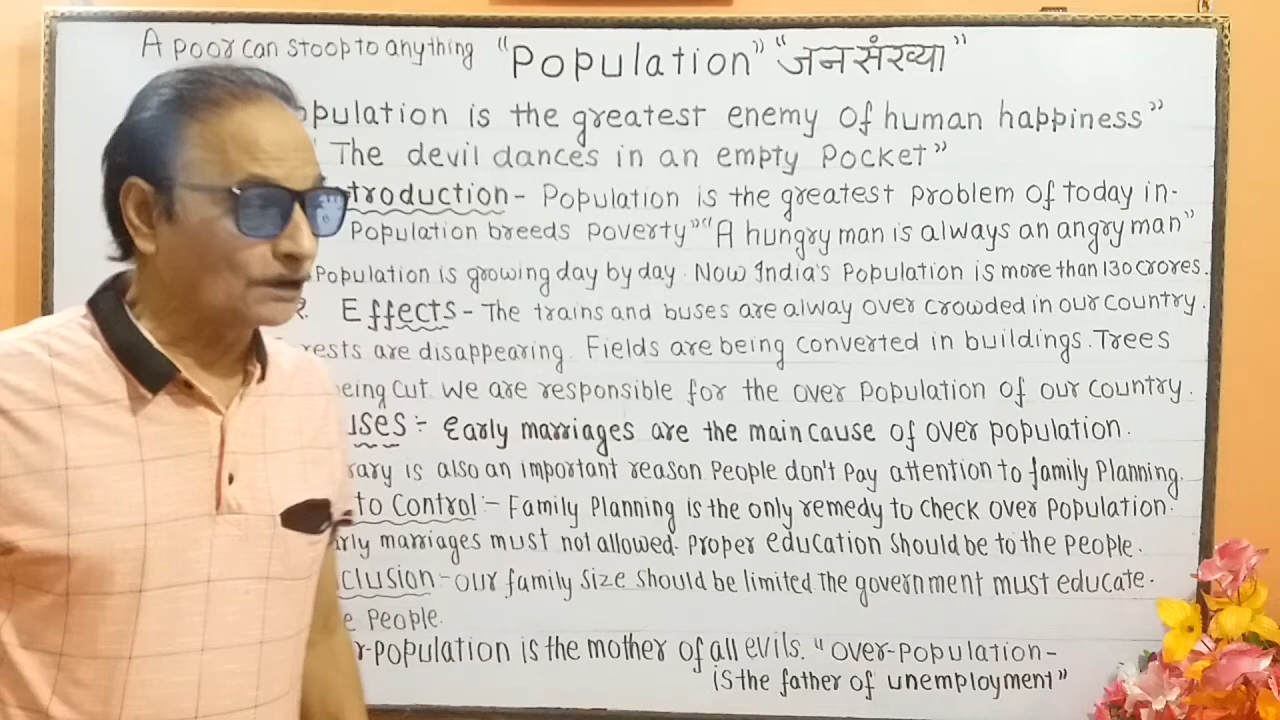 A poor can stoop to anything "Population" "जनसंख्या"
opulation is the greatest enemy of human happiness"
The devil dances in an empty Pocket"
troduction - Population is the greatest problem of today in-
Population breeds poverty" "A hungry man is always an angry man"
Population is growing day by day. Now India's Population is more than 130 crores.
२. Effects - The trains and buses are alway over crowded in our country.
rests are disappearing. Fields are being converted in buildings. Trees
eing cut we are responsible for the over Population of our country.
uses :- Early marriages are the main cause of over population.
rary is also an important reason People don't Pay attention to family Planning.
to Control :- Family Planning is the only remedy to check over Population.
rly marriages must not allowed. Proper education should be to the People.
clusion - our family size should be limited the government must educate.
e People.
r-population is the mother of all evils. "over-population-
is the father of unemployment"